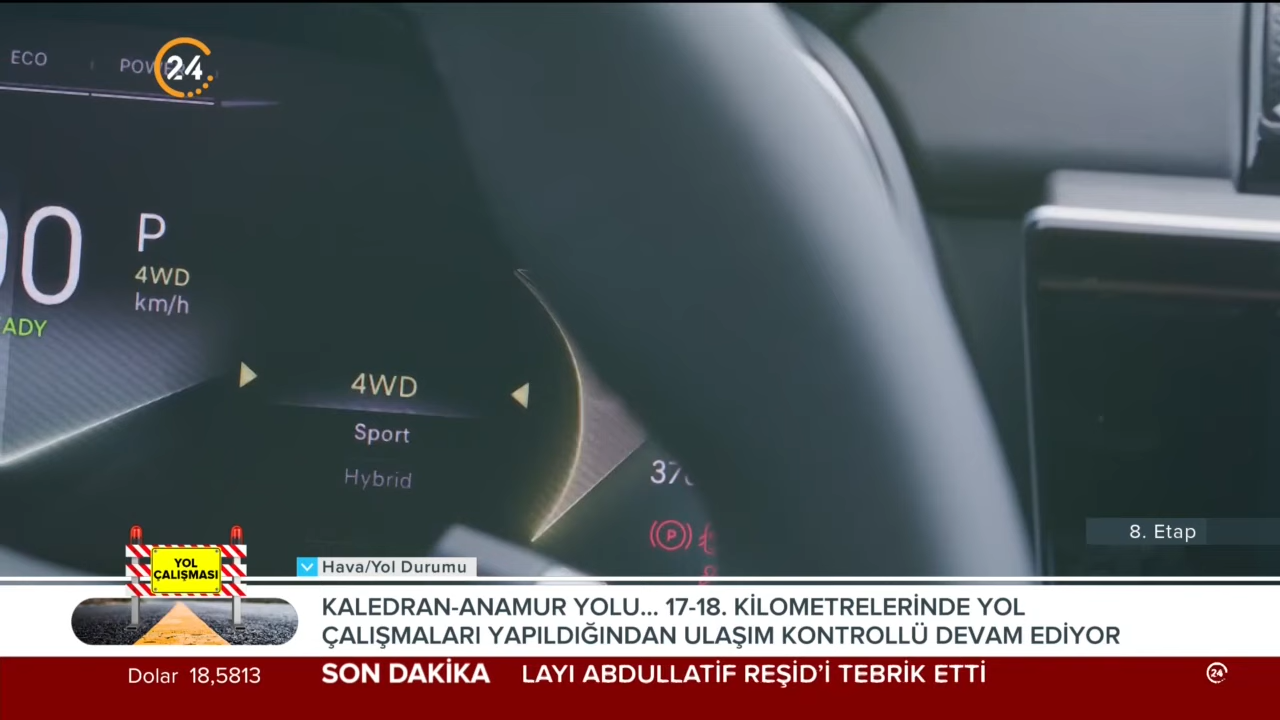 ECO
24
P
4WD
km/h
4WD
Sport
Hybrid
8. Etap
YOL
ÇALIŞMASI
Hava/Yol Durumu
KALEDRAN-ANAMUR YOLU... 17-18. KİLOMETRELERİNDE YOL
ÇALIŞMALARI YAPILDIĞINDAN ULAŞIM KONTROLLÜ DEVAM EDİYOR
Dolar 18,5813 SON DAKİKA LAYI ABDULLATİF REŞİD'İ TEBRİK ETTİ
24